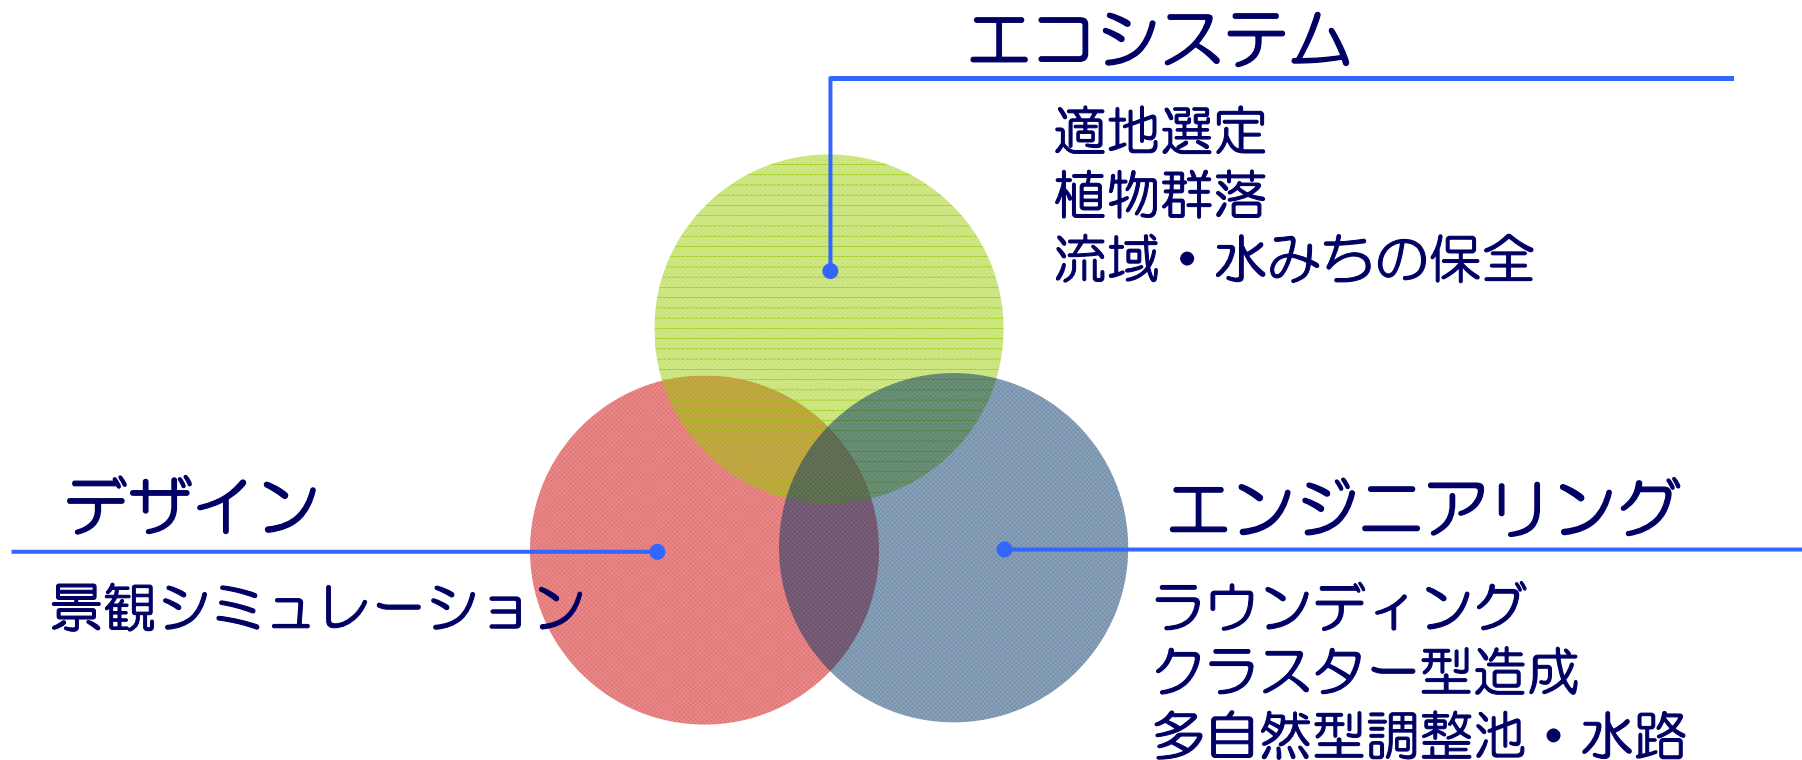 エコシステム
適地選定
植物群落
流域・水みちの保全
デザイン
景観シミュレーション
エンジニアリング
ラウンディング
クラスター型造成
多自然型調整池・水路